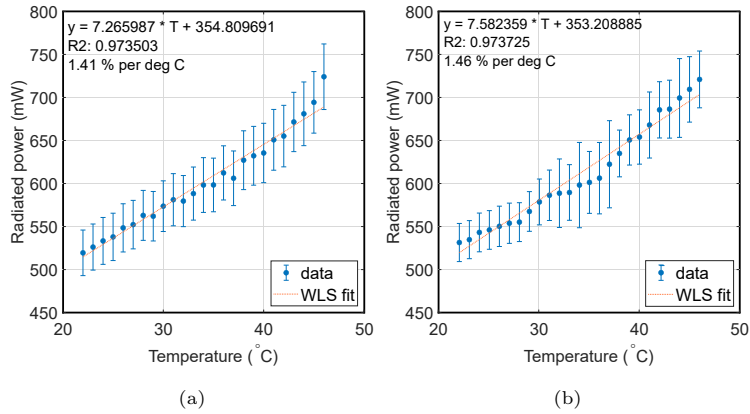 y = 7.265987 * T + 354.809691
R2: 0.973503
1.41 % per deg C
800
750
700
650
600
550
500
450
20
30
40
50
Radiated power (mW)
Temperature (°C)
data
WLS fit
(a)
y = 7.582359 * T + 353.208885
R2: 0.973725
1.46 % per deg C
800
750
700
650
600
550
500
450
20
30
40
50
Radiated power (mW)
Temperature (°C)
data
WLS fit
(b)